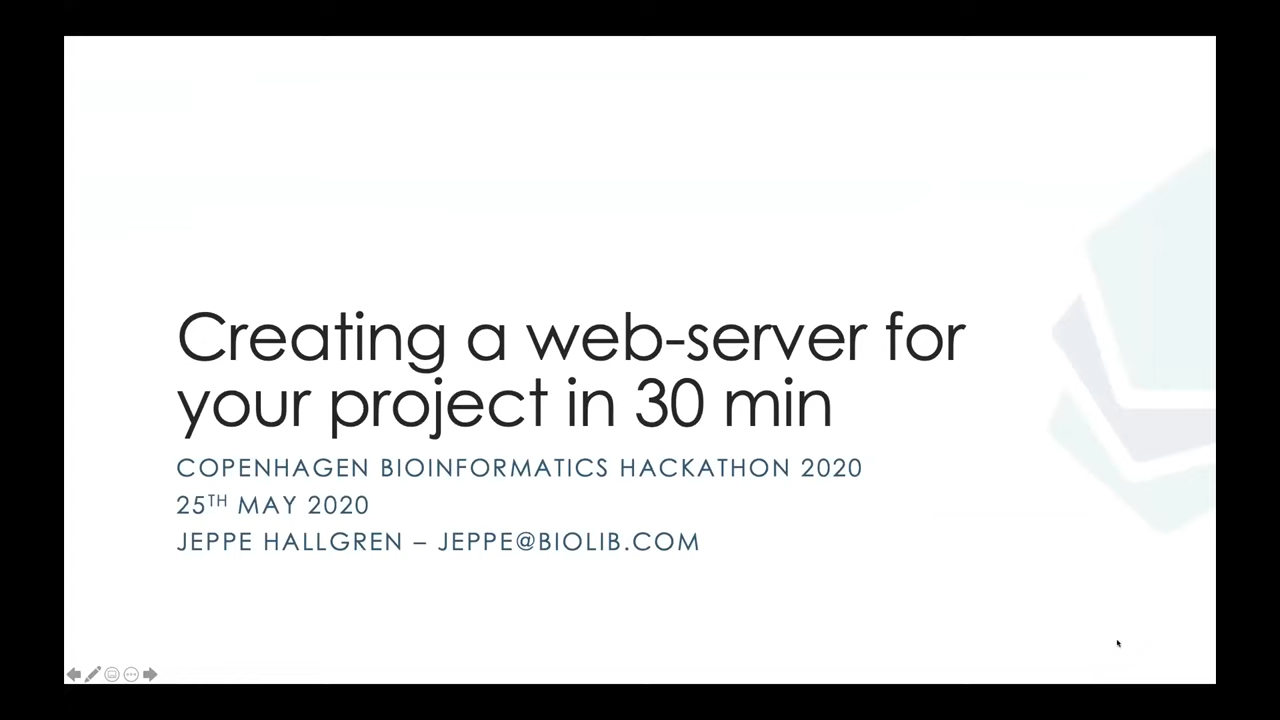 Creating a web-server for
your project in 30 min
COPENHAGEN BIOINFORMATICS HACKATHON 2020
25TH MAY 2020
JEPPE HALLGREN – JEPPE@BIOLIB.COM